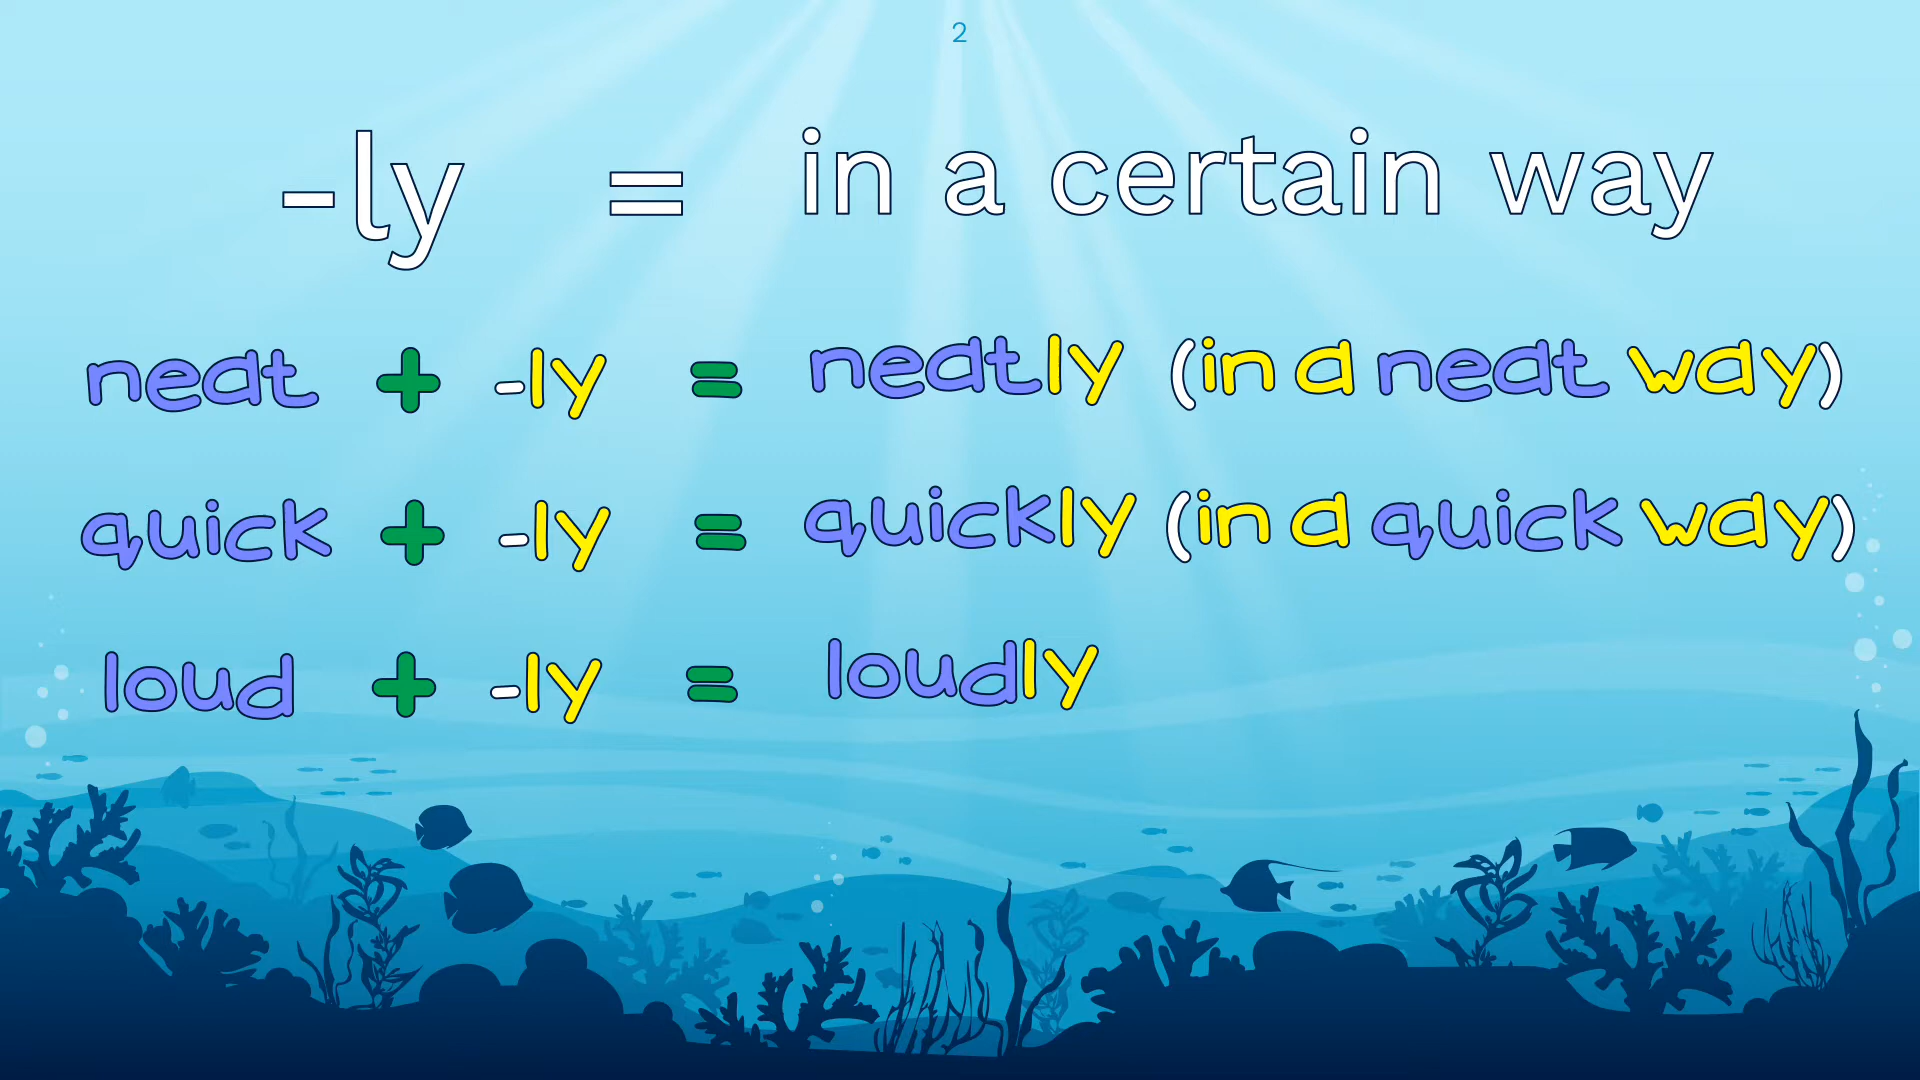 2
-ly = in a certain way
neat + -ly = neatly (in a neat way)
quick + -ly = quickly (in a quick way)
loud + -ly = loudly